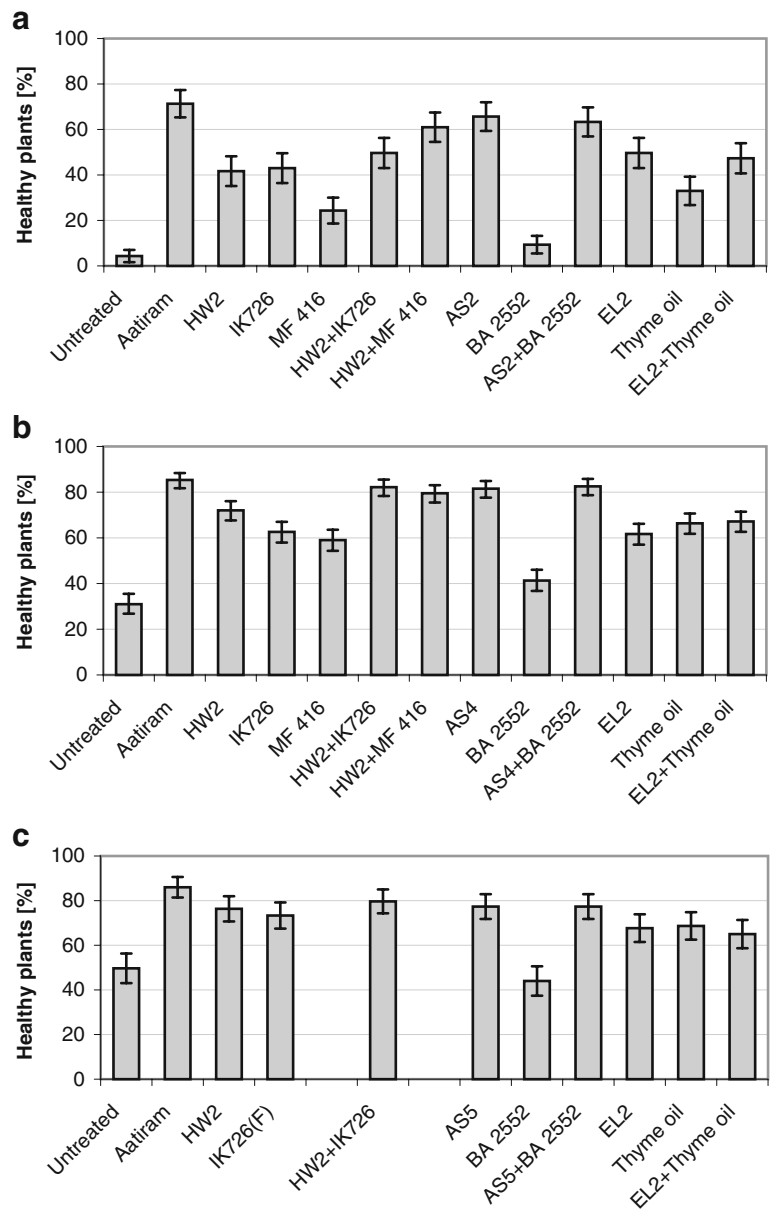 a
Healthy plants [%]
100
80
60
40
20
0
Untreated
Aatiram
HW2
IK726
MF 416
HW2+IK726
HW2+MF 416
AS2
BA 2552
AS2+BA 2552
EL2
Thyme oil
EL2+Thyme oil
b
Healthy plants [%]
100
80
60
40
20
0
Untreated
Aatiram
HW2
IK726
MF 416
HW2+IK726
HW2+MF 416
AS4
BA 2552
AS4+BA 2552
EL2
Thyme oil
EL2+Thyme oil
c
Healthy plants [%]
100
80
60
40
20
0
Untreated
Aatiram
HW2
IK726(F)
HW2+IK726
AS5
BA 2552
AS5+BA 2552
EL2
Thyme oil
EL2+Thyme oil